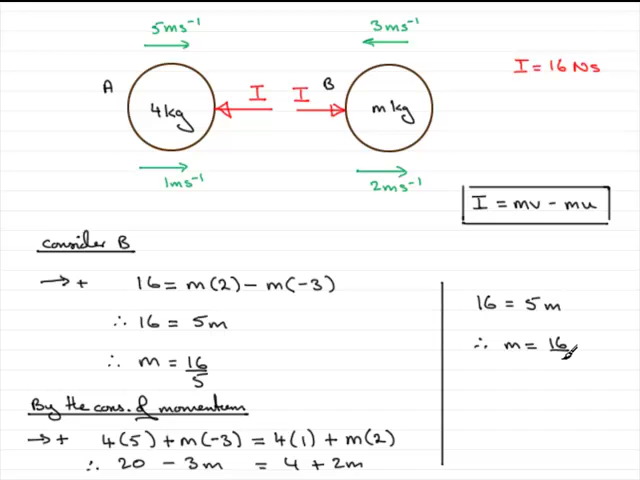 5ms⁻¹ 3ms⁻¹
I = 16 Ns
A I I B
4kg m kg
1ms⁻¹ 2ms⁻¹
I = mv - mu
consider B
→+ 16 = m(2) - m(-3)
∴ 16 = 5m
∴ m = 16/5
By the cons. of momentum
→+ 4(5) + m(-3) = 4(1) + m(2)
∴ 20 - 3m = 4 + 2m
16 = 5m
∴ m = 16